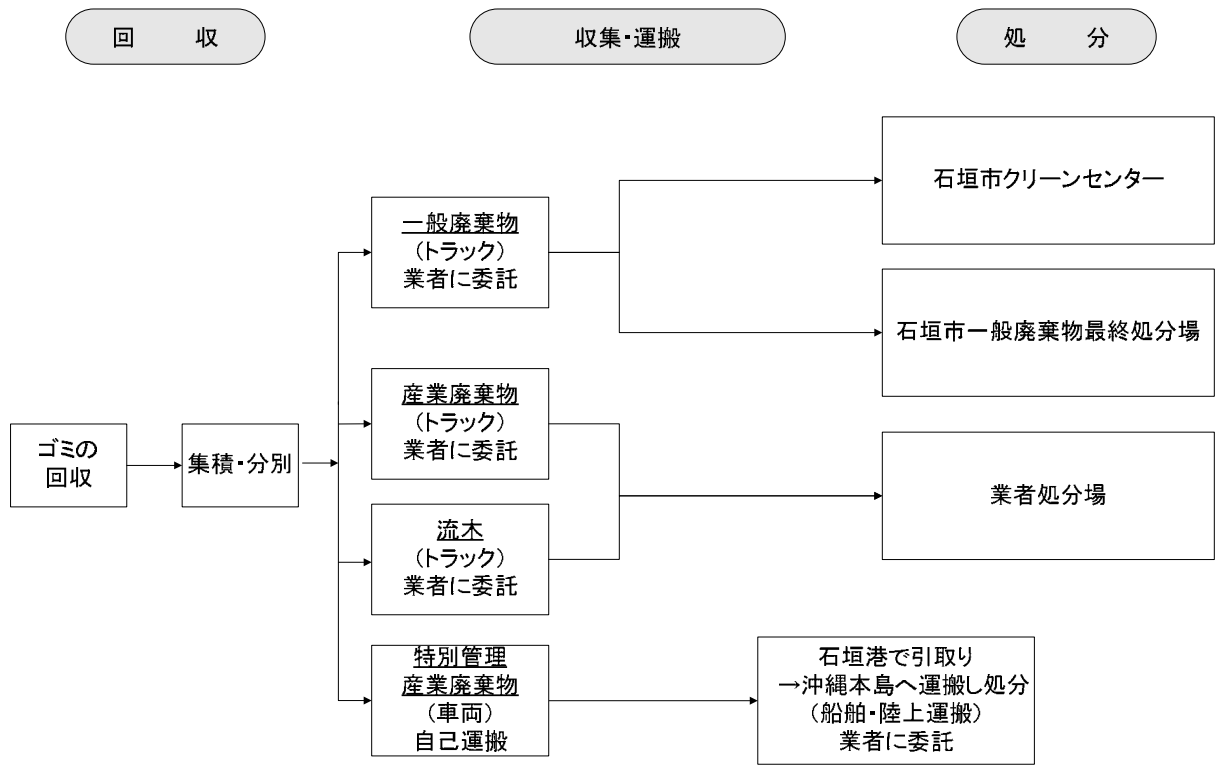 回　収
収集・運搬
処　分
ゴミの
回収
集積・分別
一般廃棄物
(トラック)
業者に委託
産業廃棄物
(トラック)
業者に委託
流木
(トラック)
業者に委託
特別管理
産業廃棄物
(車両)
自己運搬
石垣市クリーンセンター
石垣市一般廃棄物最終処分場
業者処分場
石垣港で引取り
→沖縄本島へ運搬し処分
(船舶・陸上運搬)
業者に委託